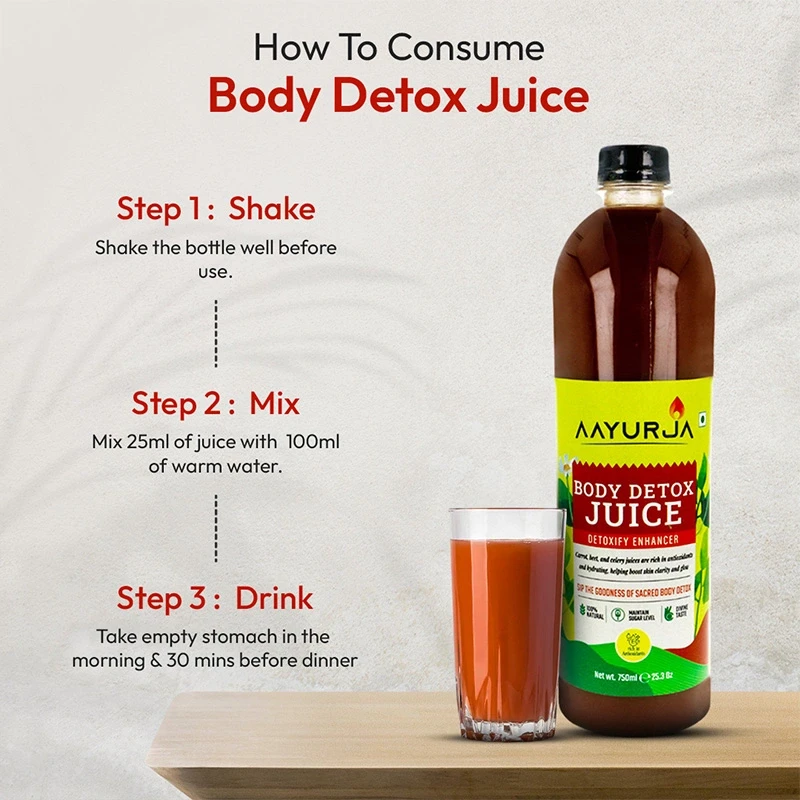 How To Consume
Body Detox Juice
Step 1 : Shake
Shake the bottle well before
use.
Step 2 : Mix
Mix 25ml of juice with 100ml
of warm water.
Step 3 : Drink
Take empty stomach in the
morning & 30 mins before dinner
AAYURJA
BODY DETOX
JUICE
DETOXIFY ENHANCER
Carrot, beet, and celery juices are rich in antioxidants
and hydrating, helping boost skin clarity and glow
SIP THE GOODNESS OF SACRED BODY DETOX
100%
NATURAL
MAINTAIN
SUGAR LEVEL
DIVINE
TASTE
Rich in
Antioxidants
Net wt. 750ml e 25.3 Oz